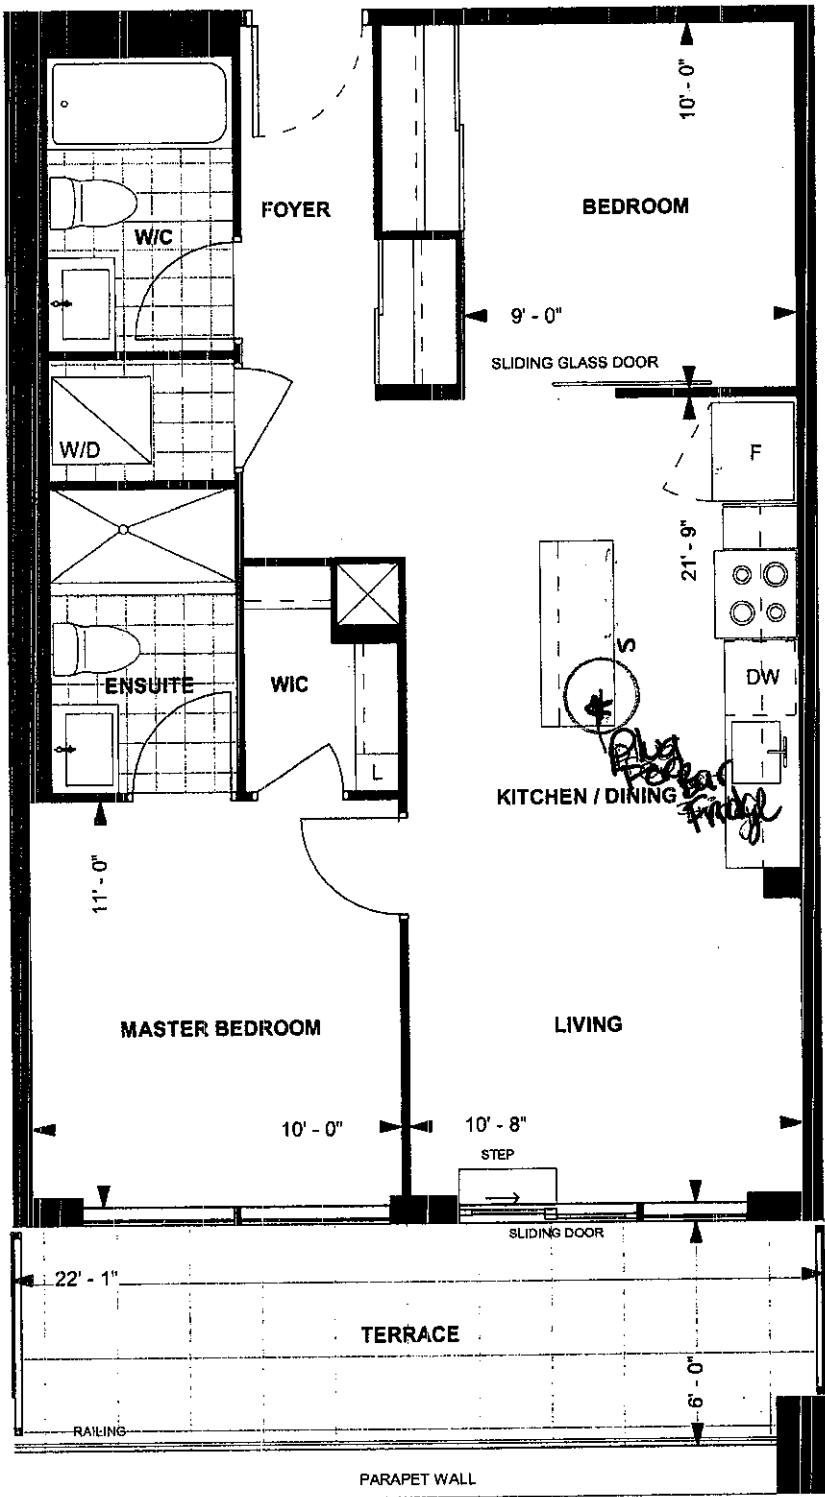 10' - 0"
FOYER
BEDROOM
W/C
9' - 0"
SLIDING GLASS DOOR
W/D
F
21' - 9"
S
DW
ENSUITE
WIC
L
Plug
For Bar
Fridge
KITCHEN / DINING
11' - 0"
MASTER BEDROOM
LIVING
10' - 0"
10' - 8"
STEP
SLIDING DOOR
22' - 1"
TERRACE
6' - 0"
RAILING
PARAPET WALL